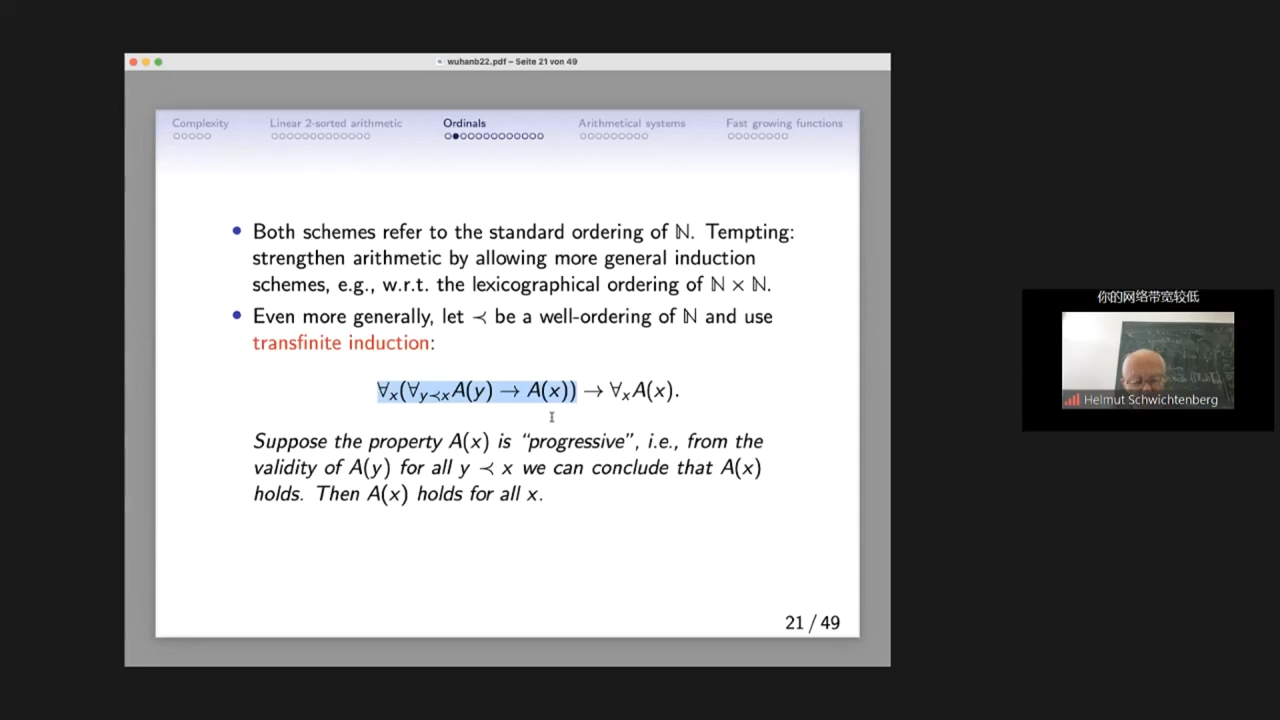 wuhanb22.pdf – Seite 21 von 49
Complexity Linear 2-sorted arithmetic Ordinals Arithmetical systems Fast growing functions
• Both schemes refer to the standard ordering of ℕ. Tempting:
strengthen arithmetic by allowing more general induction
schemes, e.g., w.r.t. the lexicographical ordering of ℕ × ℕ.
• Even more generally, let ≺ be a well-ordering of ℕ and use
transfinite induction:
∀ₓ(∀_{y≺x}A(y) → A(x)) → ∀ₓA(x).
Suppose the property A(x) is “progressive”, i.e., from the
validity of A(y) for all y ≺ x we can conclude that A(x)
holds. Then A(x) holds for all x.
21 / 49
你的网络带宽较低
Helmut Schwichtenberg